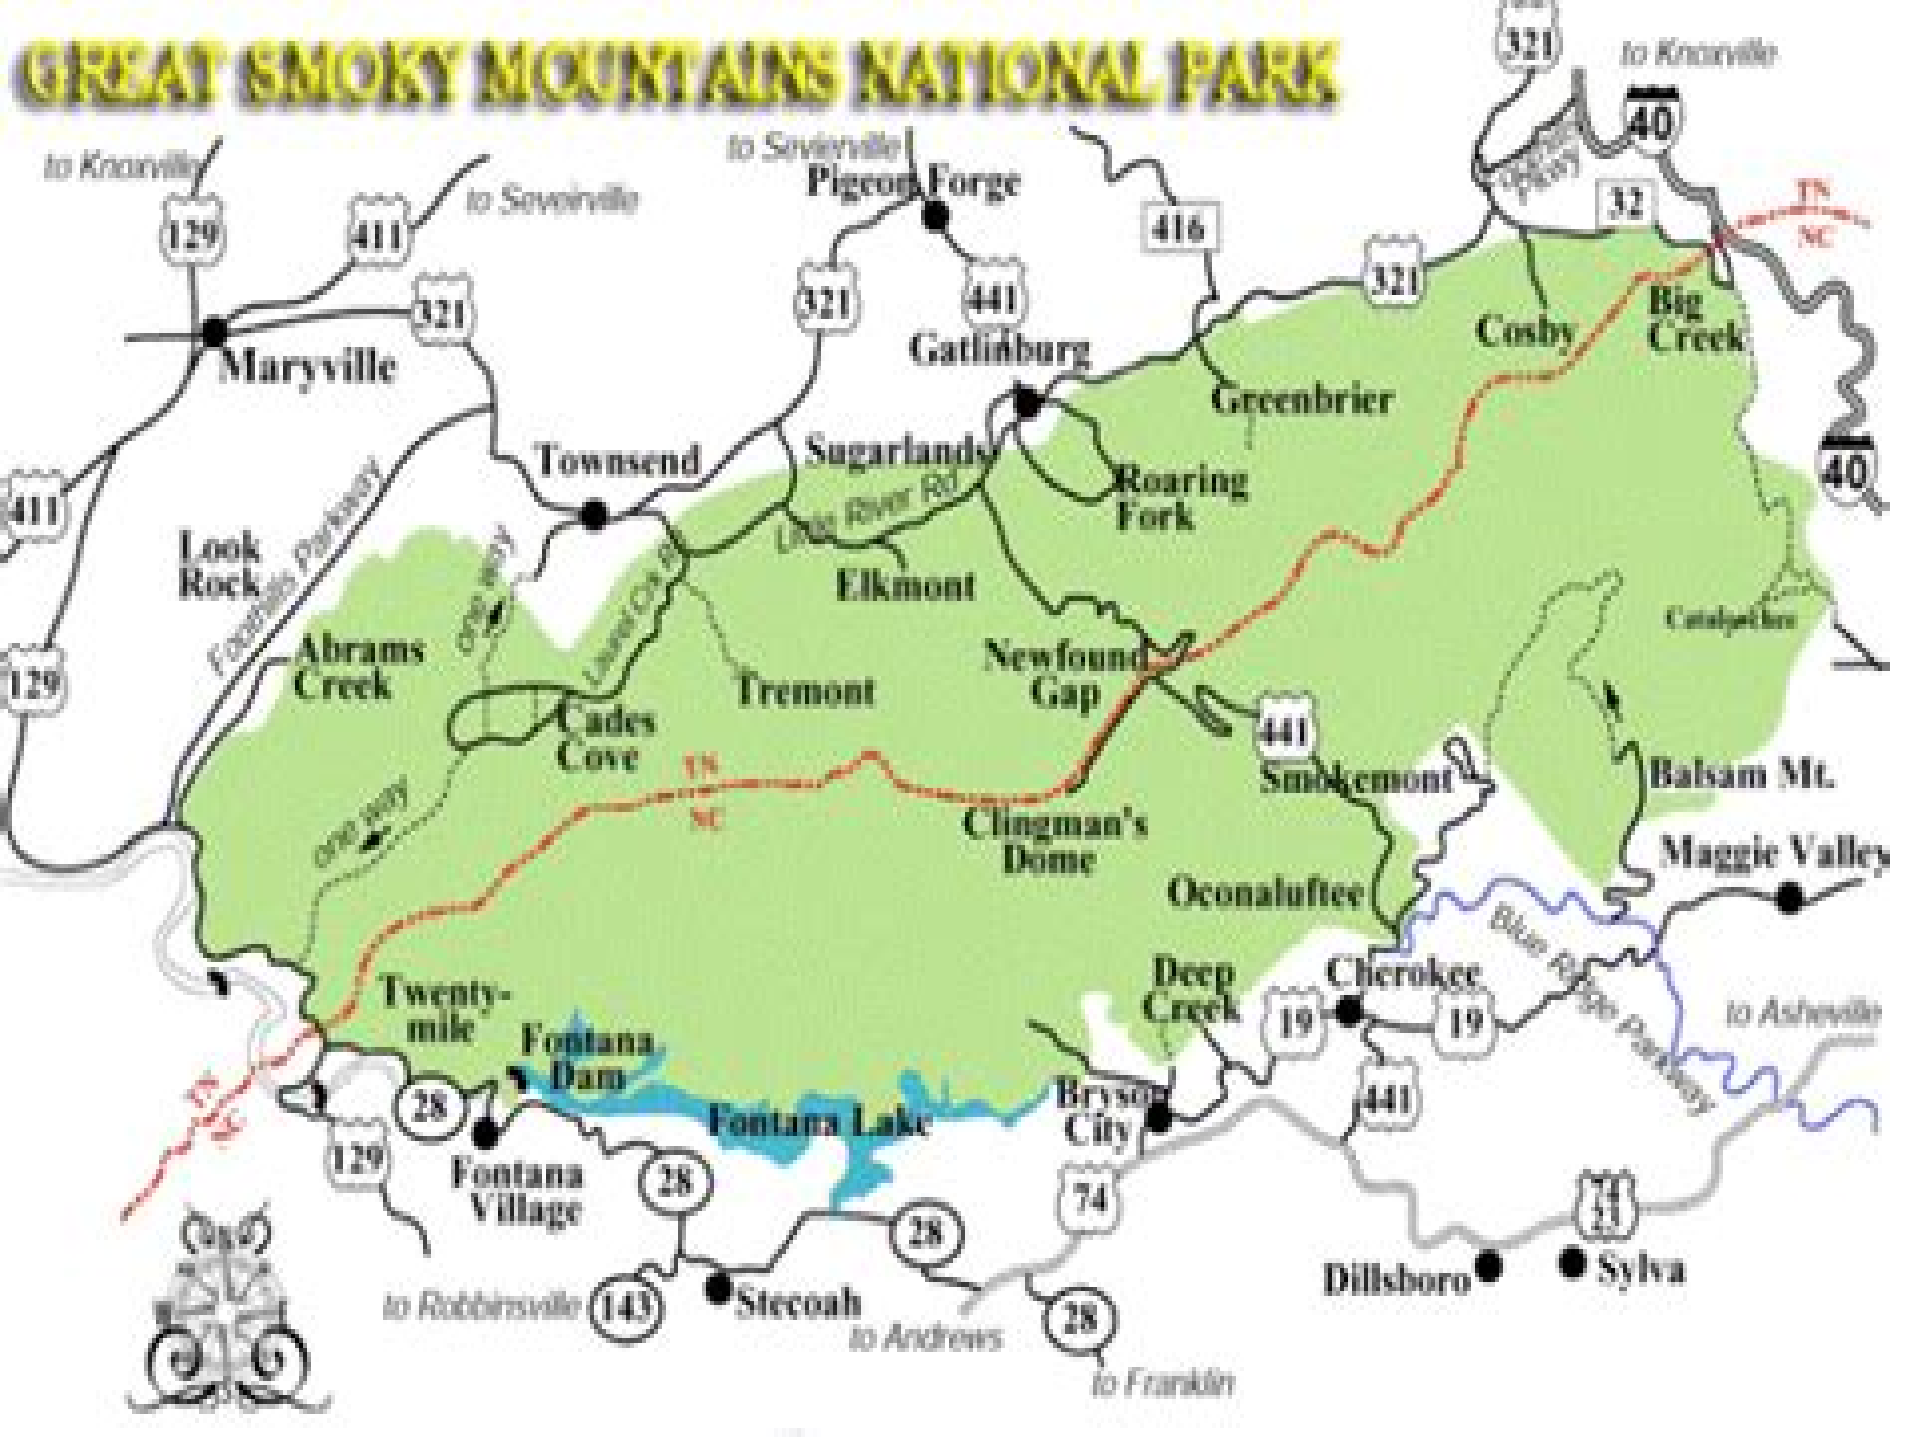 GREAT SMOKY MOUNTAINS NATIONAL PARK
321
to Knoxville
40
to Knoxville
to Sevierville
Pigeon Forge
to Seveirville
129
411
416
32
TN
NC
321
321
441
321
Big
Creek
Cosby
Maryville
Gatlinburg
Greenbrier
Townsend
Sugarlands
Little River Rd
Roaring
Fork
40
411
Look
Rock
Foothills Parkway
one way
Laurel Crk Rd
Elkmont
Abrams
Creek
129
Tremont
Newfound
Gap
Cades
Cove
441
TN
NC
Smokemont
Balsam Mt.
one way
Clingman's
Dome
Maggie Valley
Oconaluftee
Blue Ridge Parkway
Twenty-
mile
Deep
Creek
Cherokee
19
19
to Asheville
Fontana
Dam
TN
NC
28
Fontana Lake
Bryson
City
441
129
Fontana
Village
28
74
74
23
28
Dillsboro
Sylva
to Robbinsville
143
Stecoah
to Andrews
28
to Franklin